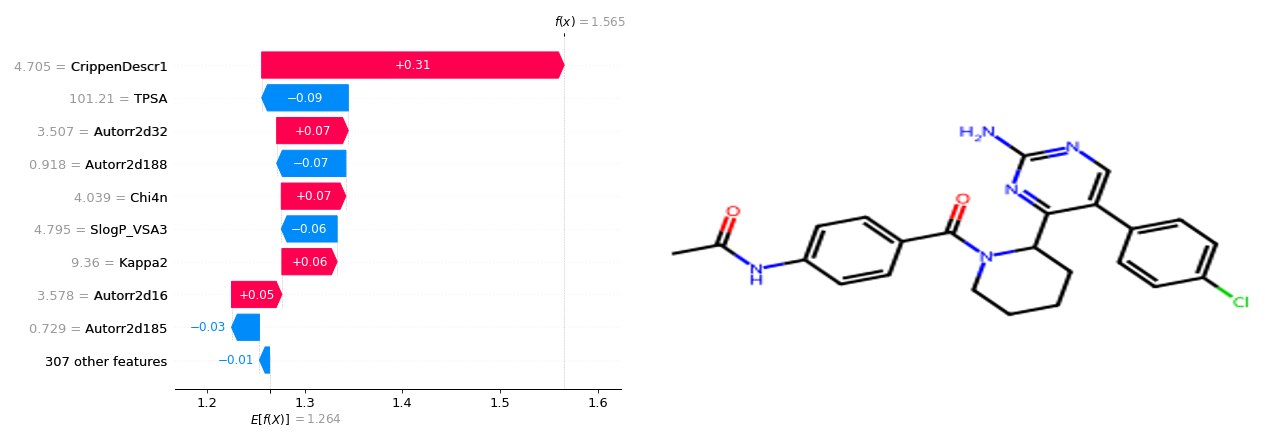 f(x) = 1.565
4.705 = CrippenDescr1 +0.31
101.21 = TPSA −0.09
3.507 = Autorr2d32 +0.07
0.918 = Autorr2d188 −0.07
4.039 = Chi4n +0.07
4.795 = SlogP_VSA3 −0.06
9.36 = Kappa2 +0.06
3.578 = Autorr2d16 +0.05
0.729 = Autorr2d185 −0.03
307 other features −0.01
1.2 1.3 1.4 1.5 1.6
E[f(X)] = 1.264
H₂N N
N
O O
N
N
H
Cl